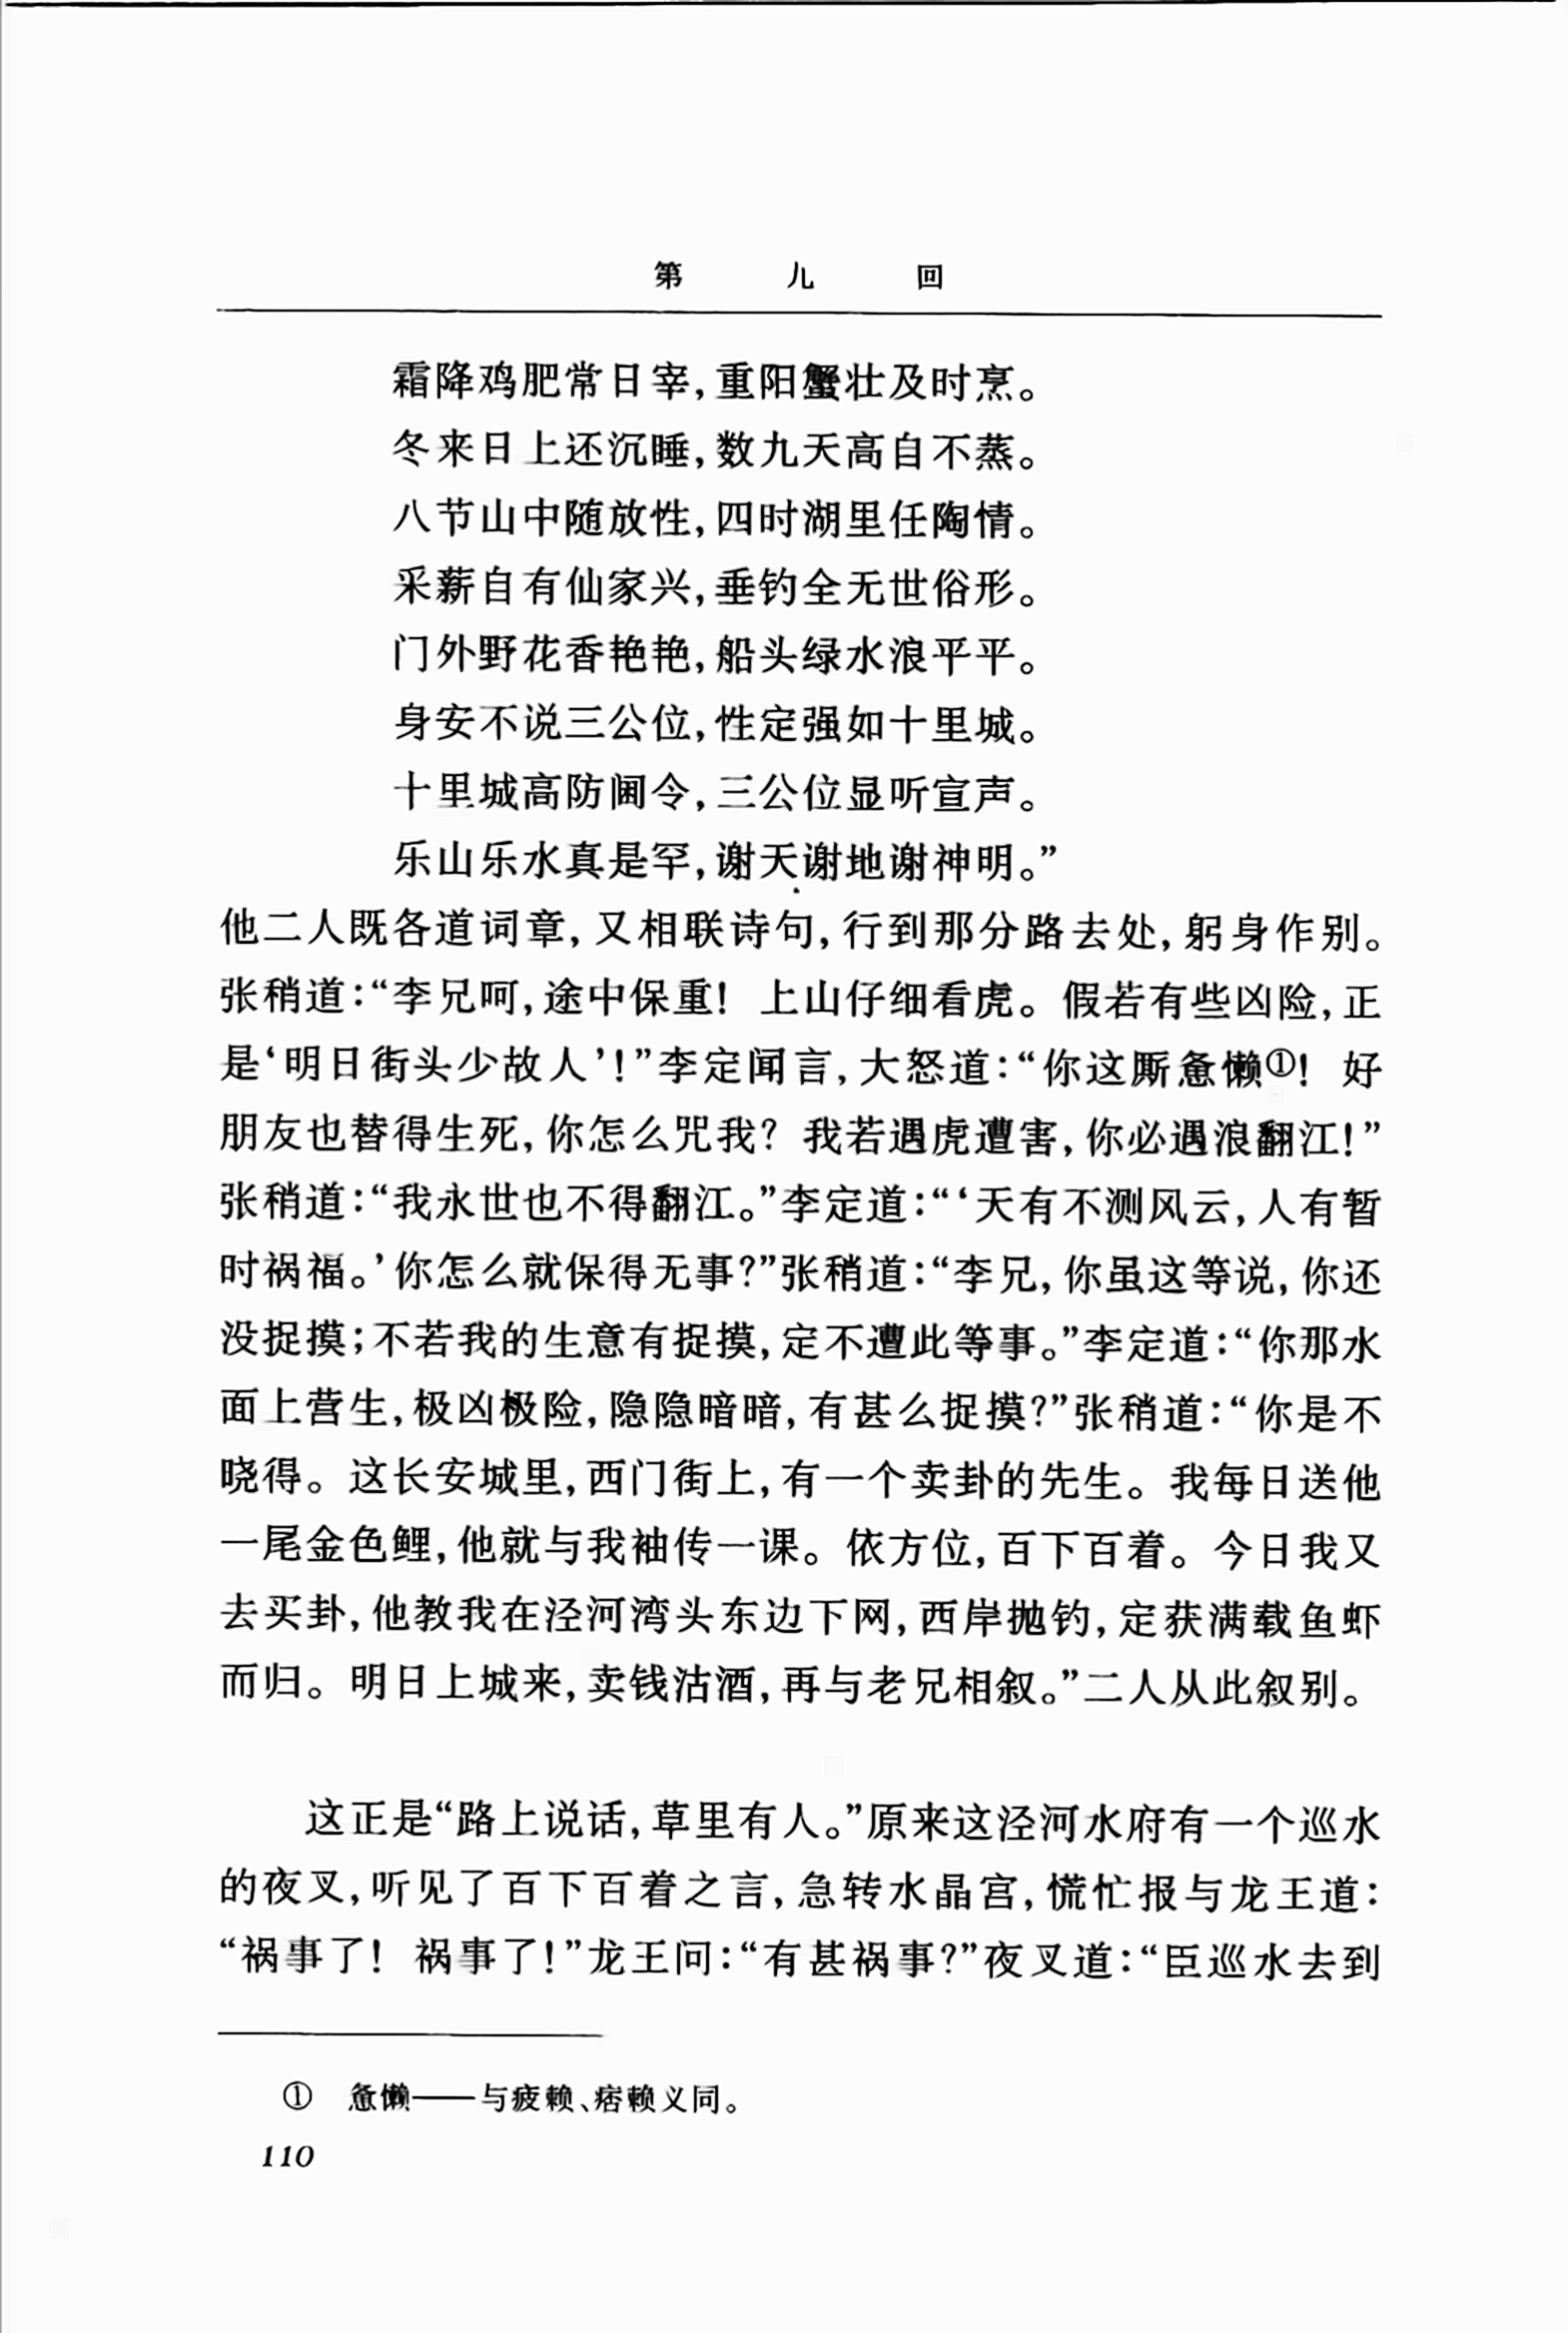 第九回
霜降鸡肥常日宰，重阳蟹壮及时烹。
冬来日上还沉睡，数九天高自不蒸。
八节山中随放性，四时湖里任陶情。
采薪自有仙家兴，垂钓全无世俗形。
门外野花香艳艳，船头绿水浪平平。
身安不说三公位，性定强如十里城。
十里城高防阃令，三公位显听宣声。
乐山乐水真是罕，谢天谢地谢神明。”
他二人既各道词章，又相联诗句，行到那分路去处，躬身作别。
张稍道：“李兄呵，途中保重！上山仔细看虎。假若有些凶险，正
是‘明日街头少故人’！”李定闻言，大怒道：“你这厮惫懒①！好
朋友也替得生死，你怎么咒我？我若遇虎遭害，你必遇浪翻江！”
张稍道：“我永世也不得翻江。”李定道：“‘天有不测风云，人有暂
时祸福。’你怎么就保得无事？”张稍道：“李兄，你虽这等说，你还
没捉摸；不若我的生意有捉摸，定不遭此等事。”李定道：“你那水
面上营生，极凶极险，隐隐暗暗，有甚么捉摸？”张稍道：“你是不
晓得。这长安城里，西门街上，有一个卖卦的先生。我每日送他
一尾金色鲤，他就与我袖传一课。依方位，百下百着。今日我又
去买卦，他教我在泾河湾头东边下网，西岸抛钓，定获满载鱼虾
而归。明日上城来，卖钱沽酒，再与老兄相叙。”二人从此叙别。
这正是“路上说话，草里有人。”原来这泾河水府有一个巡水
的夜叉，听见了百下百着之言，急转水晶宫，慌忙报与龙王道：
“祸事了！祸事了！”龙王问：“有甚祸事？”夜叉道：“臣巡水去到
① 惫懒——与疲赖、痞赖义同。
110